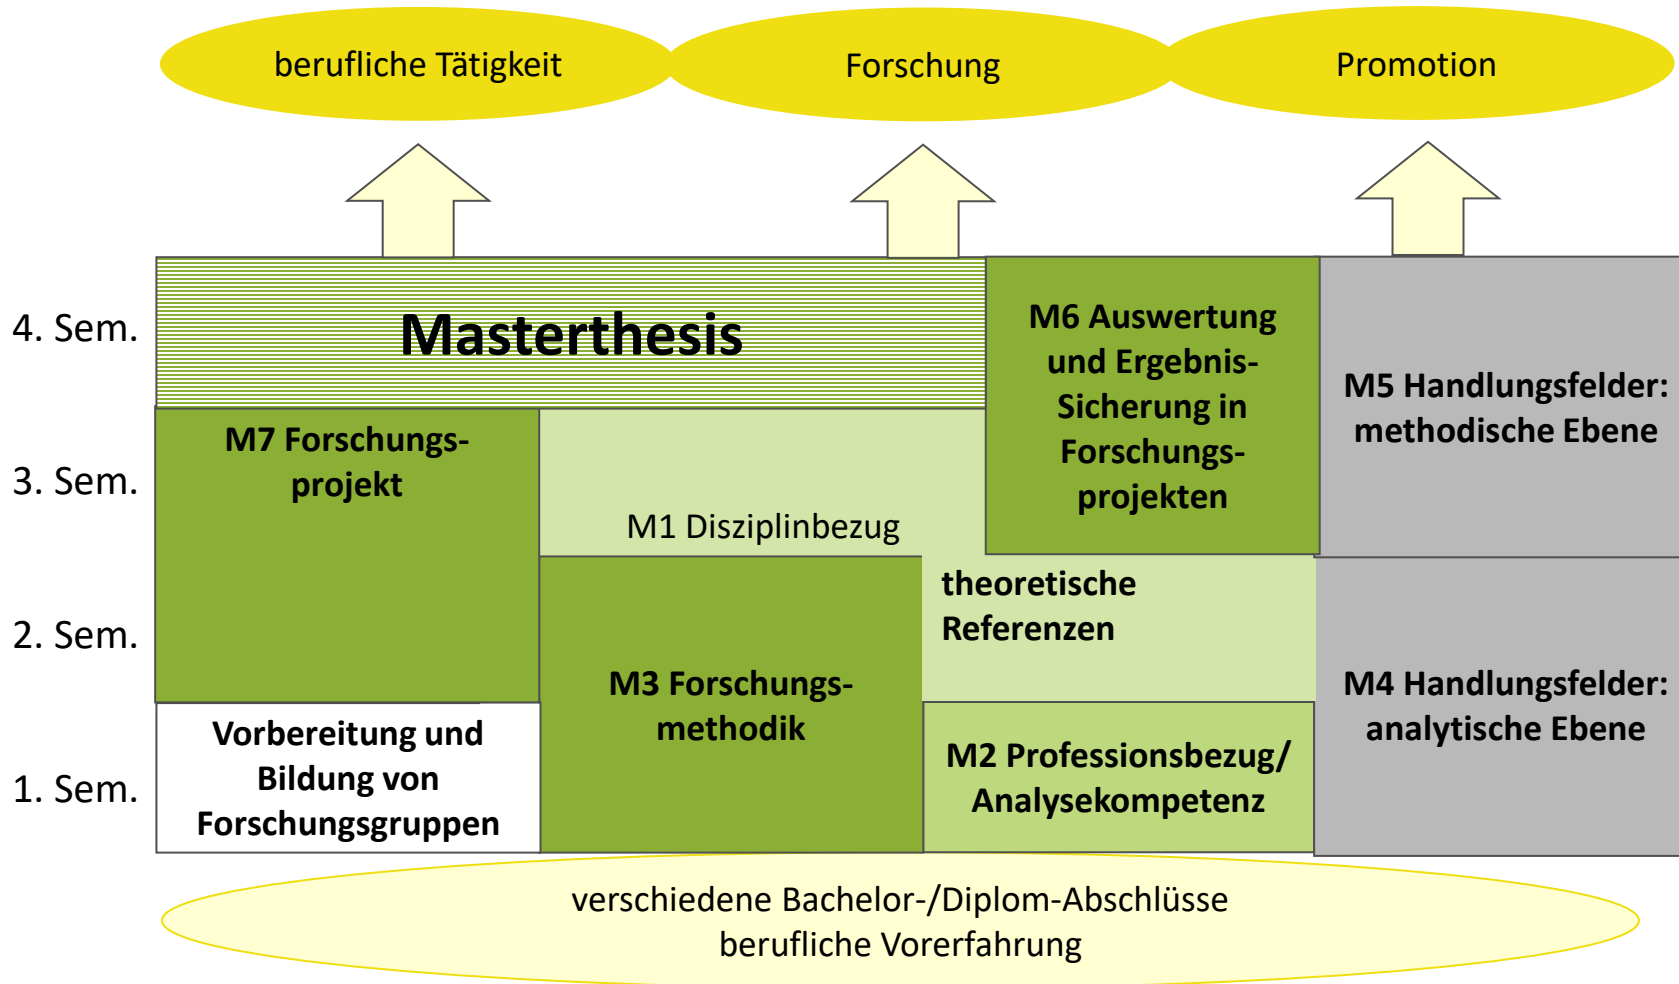 berufliche Tätigkeit
Forschung
Promotion
4. Sem.
Masterthesis
M6 Auswertung
und Ergebnis-
Sicherung in
Forschungs-
projekten
M5 Handlungsfelder:
methodische Ebene
3. Sem.
M7 Forschungs-
projekt
M1 Disziplinbezug
theoretische
Referenzen
2. Sem.
M3 Forschungs-
methodik
M4 Handlungsfelder:
analytische Ebene
1. Sem.
Vorbereitung und
Bildung von
Forschungsgruppen
M2 Professionsbezug/
Analysekompetenz
verschiedene Bachelor-/Diplom-Abschlüsse
berufliche Vorerfahrung